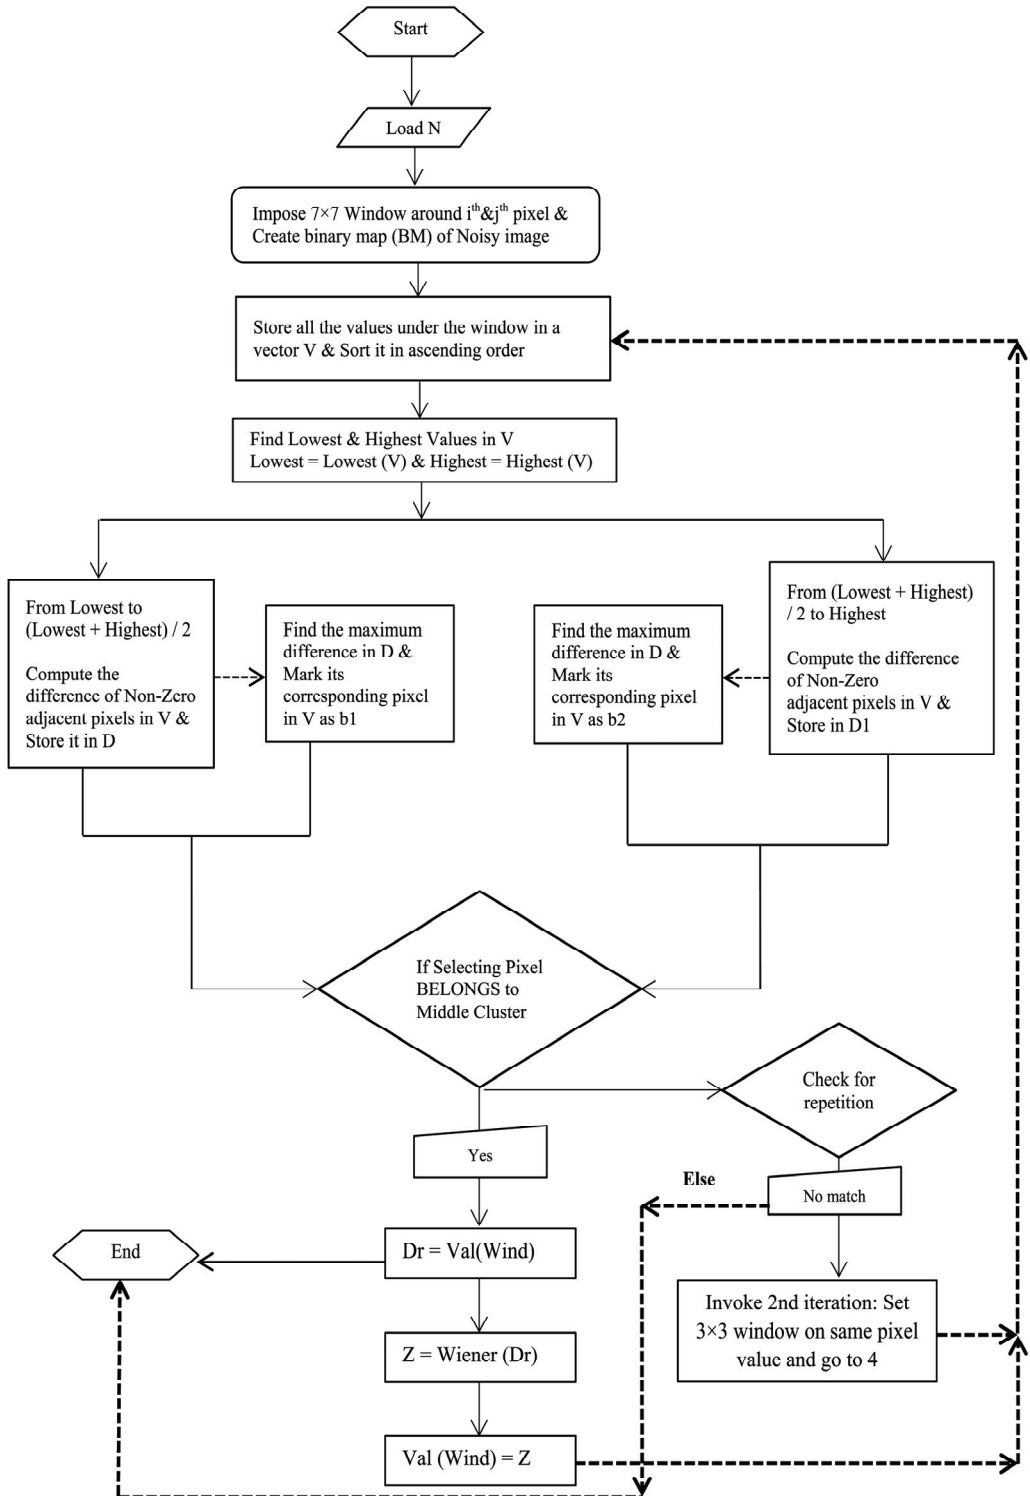 Start
Load N
Impose 7×7 Window around i^th&j^th pixel &
Create binary map (BM) of Noisy image
Store all the values under the window in a
vector V & Sort it in ascending order
Find Lowest & Highest Values in V
Lowest = Lowest (V) & Highest = Highest (V)
From Lowest to
(Lowest + Highest) / 2
Compute the
difference of Non-Zero
adjacent pixels in V &
Store it in D
Find the maximum
difference in D &
Mark its
corresponding pixel
in V as b1
Find the maximum
difference in D &
Mark its
corresponding pixel
in V as b2
From (Lowest + Highest)
/ 2 to Highest
Compute the difference
of Non-Zero
adjacent pixels in V &
Store in D1
If Selecting Pixel
BELONGS to
Middle Cluster
Check for
repetition
Yes
Else
No match
End
Dr = Val(Wind)
Invoke 2nd iteration: Set
3×3 window on same pixel
value and go to 4
Z = Wiener (Dr)
Val (Wind) = Z